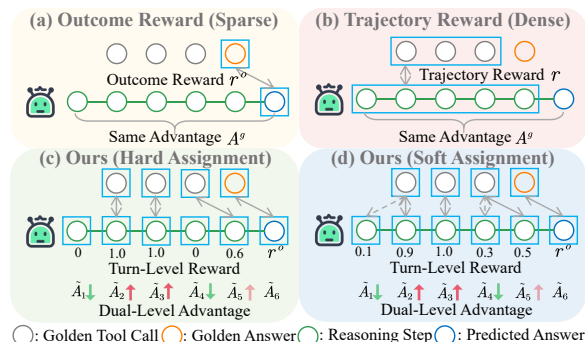 (a) Outcome Reward (Sparse)
Outcome Reward r^o
Same Advantage A^g
(b) Trajectory Reward (Dense)
Trajectory Reward r
Same Advantage A^g
(c) Ours (Hard Assignment)
0 1.0 1.0 0 0.6 r^o
Turn-Level Reward
Ã₁ Ã₂ Ã₃ Ã₄ Ã₅ Ã₆
Dual-Level Advantage
(d) Ours (Soft Assignment)
0.1 0.9 1.0 0.3 0.5 r^o
Turn-Level Reward
Ã₁ Ã₂ Ã₃ Ã₄ Ã₅ Ã₆
Dual-Level Advantage
: Golden Tool Call : Golden Answer : Reasoning Step : Predicted Answer